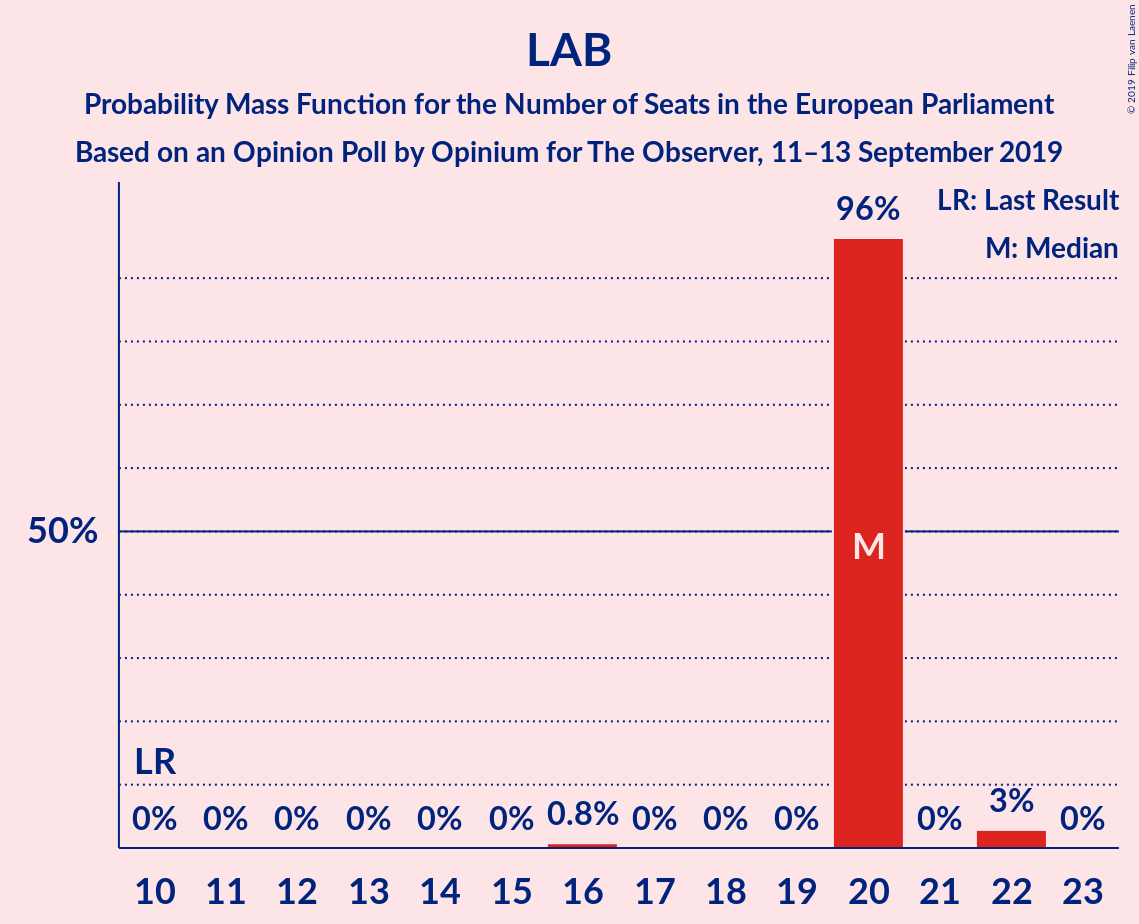 LAB
Probability Mass Function for the Number of Seats in the European Parliament
Based on an Opinion Poll by Opinium for The Observer, 11–13 September 2019
© 2019 Filip van Laenen
LR: Last Result
M: Median
96%
50%
M
LR
0% 0% 0% 0% 0% 0% 0.8% 0% 0% 0% 0% 3% 0%
10 11 12 13 14 15 16 17 18 19 20 21 22 23